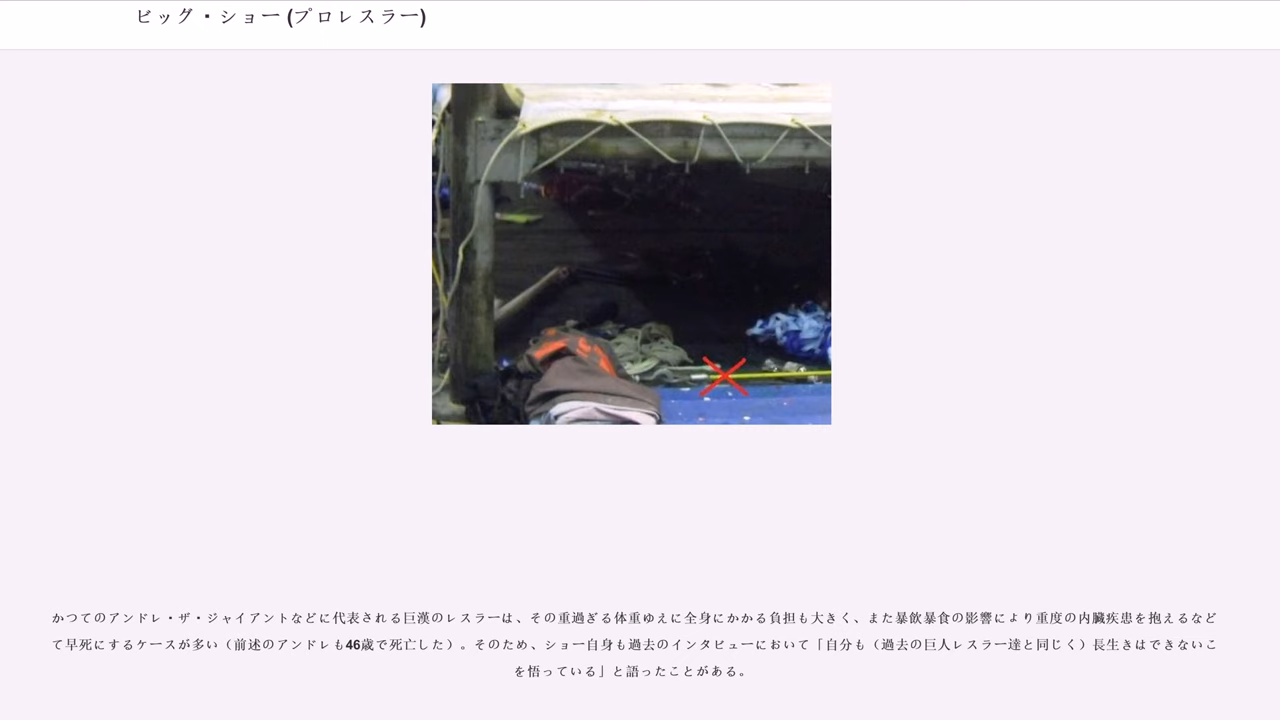 ビッグ・ショー (プロレスラー)
かつてのアンドレ・ザ・ジャイアントなどに代表される巨漢のレスラーは、その重過ぎる体重ゆえに全身にかかる負担も大きく、また暴飲暴食の影響により重度の内臓疾患を抱えるなど
て早死にするケースが多い（前述のアンドレも46歳で死亡した）。そのため、ショー自身も過去のインタビューにおいて「自分も（過去の巨人レスラー達と同じく）長生きはできないこ
を悟っている」と語ったことがある。